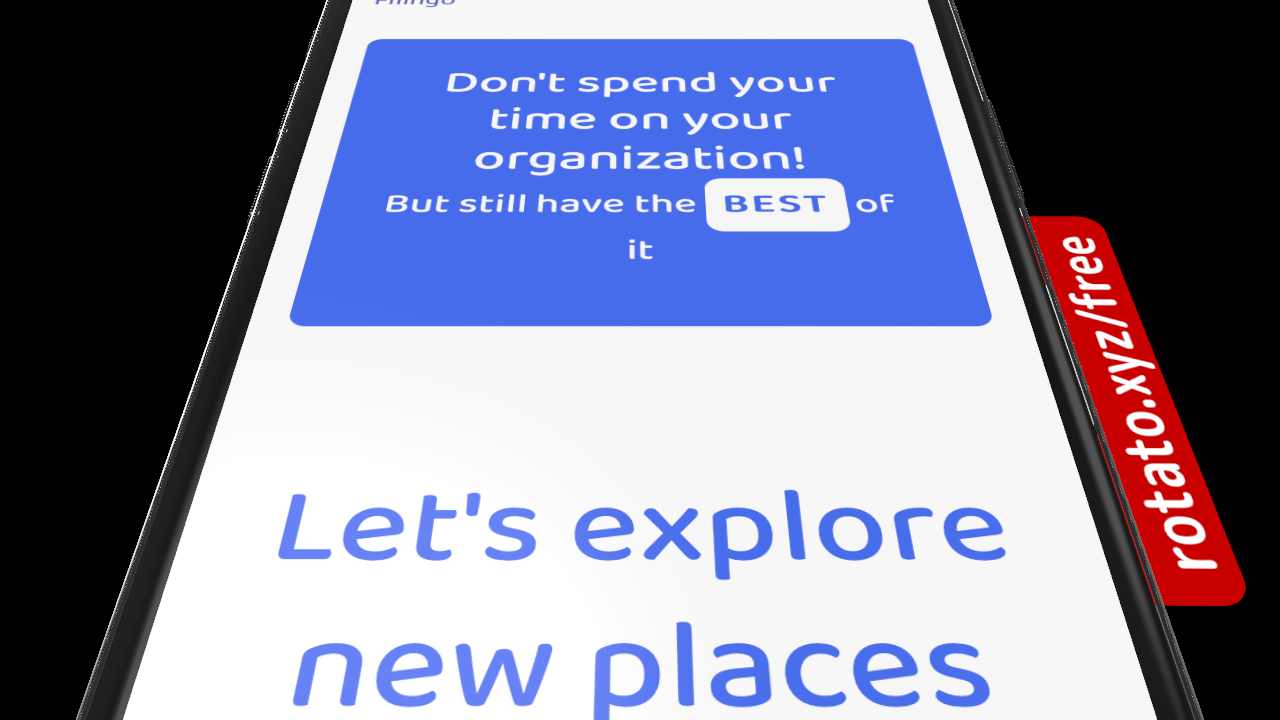 Don't spend your
time on your
organization!
But still have the BEST of
it
Let's explore
new places
rotato.xyz/free